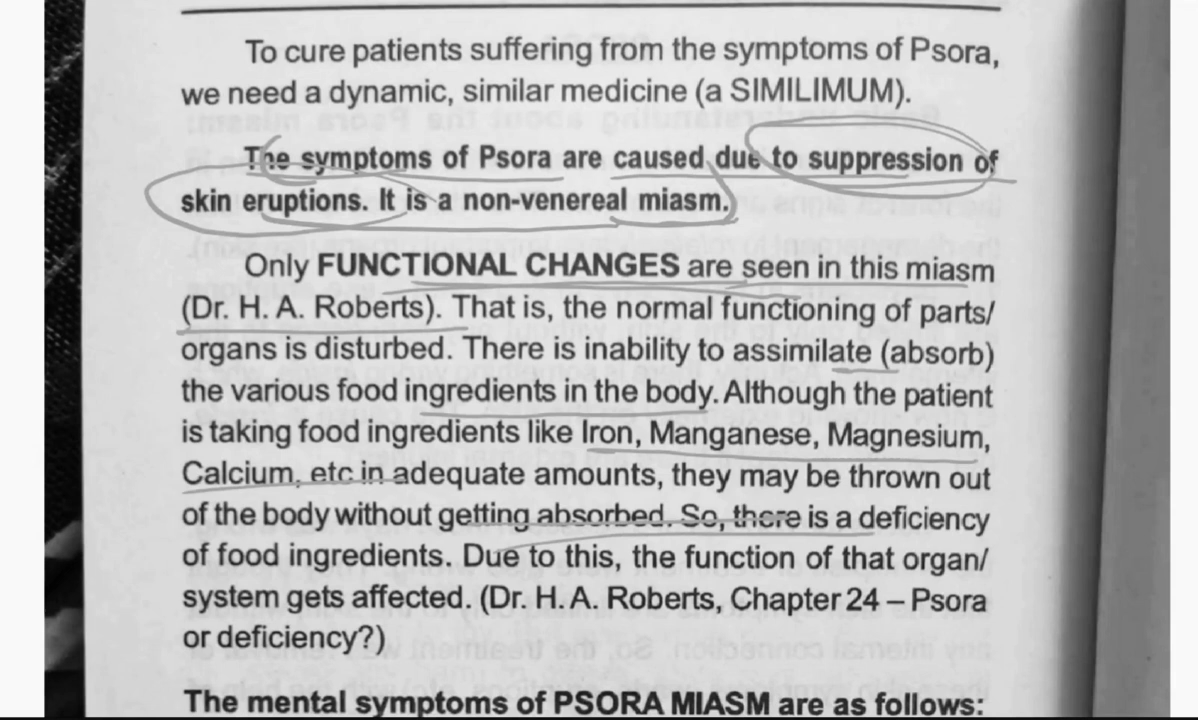 To cure patients suffering from the symptoms of Psora,
we need a dynamic, similar medicine (a SIMILIMUM).
The symptoms of Psora are caused due to suppression of
skin eruptions. It is a non-venereal miasm.
Only FUNCTIONAL CHANGES are seen in this miasm
(Dr. H. A. Roberts). That is, the normal functioning of parts/
organs is disturbed. There is inability to assimilate (absorb)
the various food ingredients in the body. Although the patient
is taking food ingredients like Iron, Manganese, Magnesium,
Calcium, etc in adequate amounts, they may be thrown out
of the body without getting absorbed. So, there is a deficiency
of food ingredients. Due to this, the function of that organ/
system gets affected. (Dr. H.A. Roberts, Chapter 24 – Psora
or deficiency?)
The mental symptoms of PSORA MIASM are as follows: